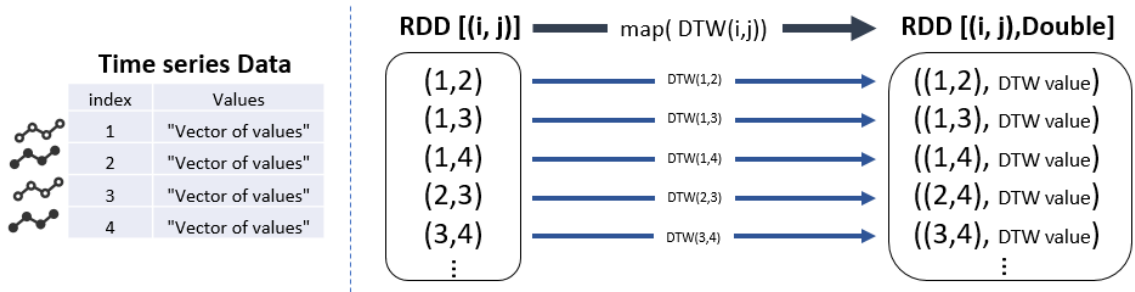 Time series Data
index Values
1 "Vector of values"
2 "Vector of values"
3 "Vector of values"
4 "Vector of values"
RDD [(i, j)] map( DTW(i,j)) RDD [(i, j),Double]
(1,2) DTW(1,2) ((1,2), DTW value)
(1,3) DTW(1,3) ((1,3), DTW value)
(1,4) DTW(1,4) ((1,4), DTW value)
(2,3) DTW(2,3) ((2,4), DTW value)
(3,4) DTW(3,4) ((3,4), DTW value)
⋮ ⋮